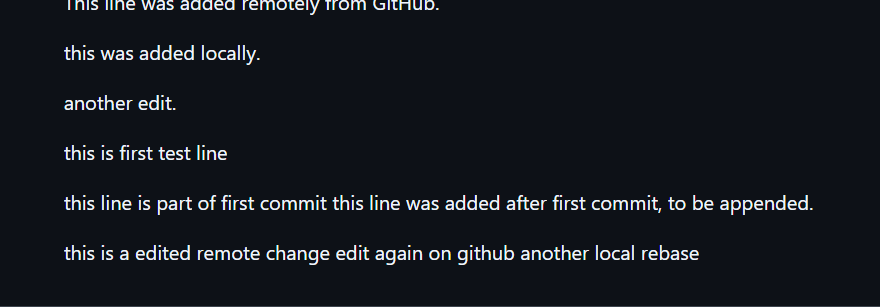 This line was added remotely from GitHub.
this was added locally.
another edit.
this is first test line
this line is part of first commit this line was added after first commit, to be appended.
this is a edited remote change edit again on github another local rebase